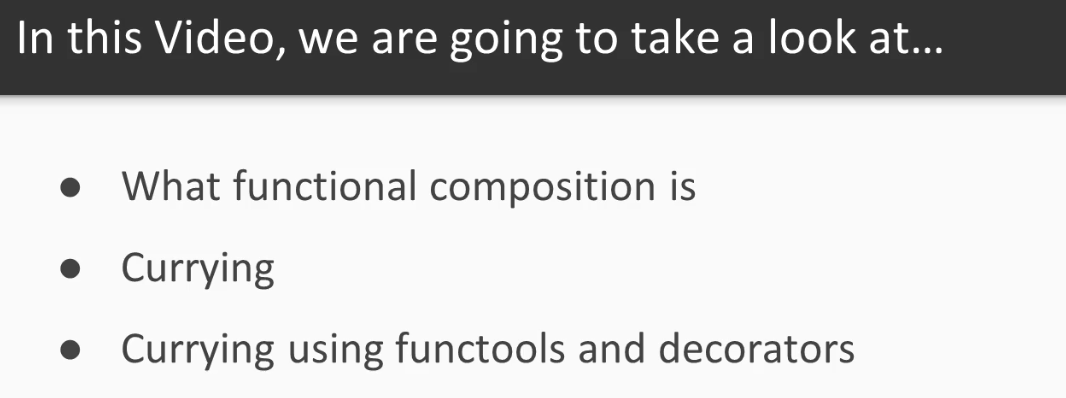 In this Video, we are going to take a look at...
● What functional composition is
● Currying
● Currying using functools and decorators